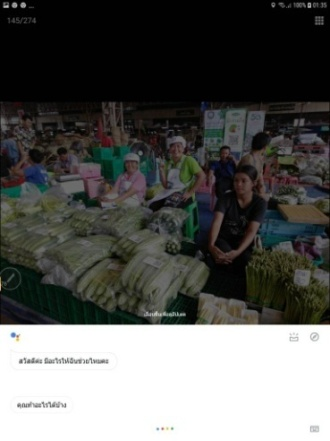 100% 01:35
145/274
สวัสดีค่ะ มีอะไรให้ฉันช่วยไหมคะ
คุณทำอะไรได้บ้าง